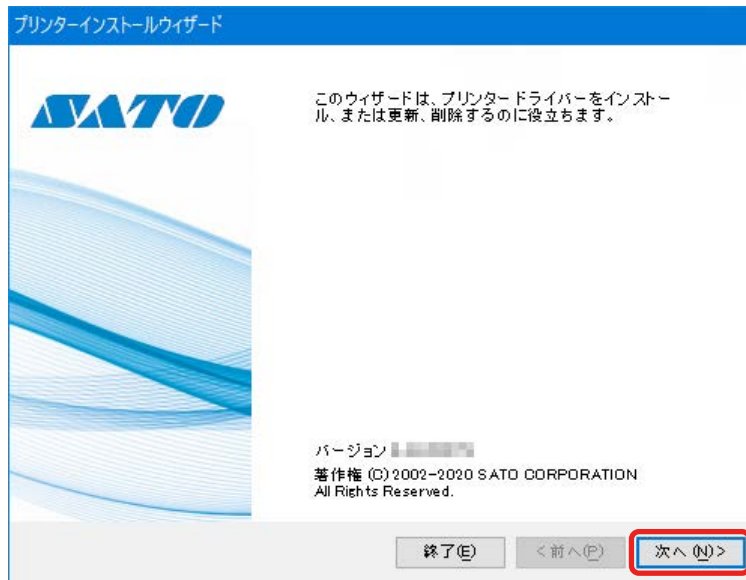 プリンターインストールウィザード
SATO
このウィザードは、プリンター ドライバーをインストー
ル、または更新、削除するのに役立ちます。
バージョン
著作権 (C) 2002-2020 SATO CORPORATION
All Rights Reserved.
終了(E) <前へ(P) 次へ(N)>